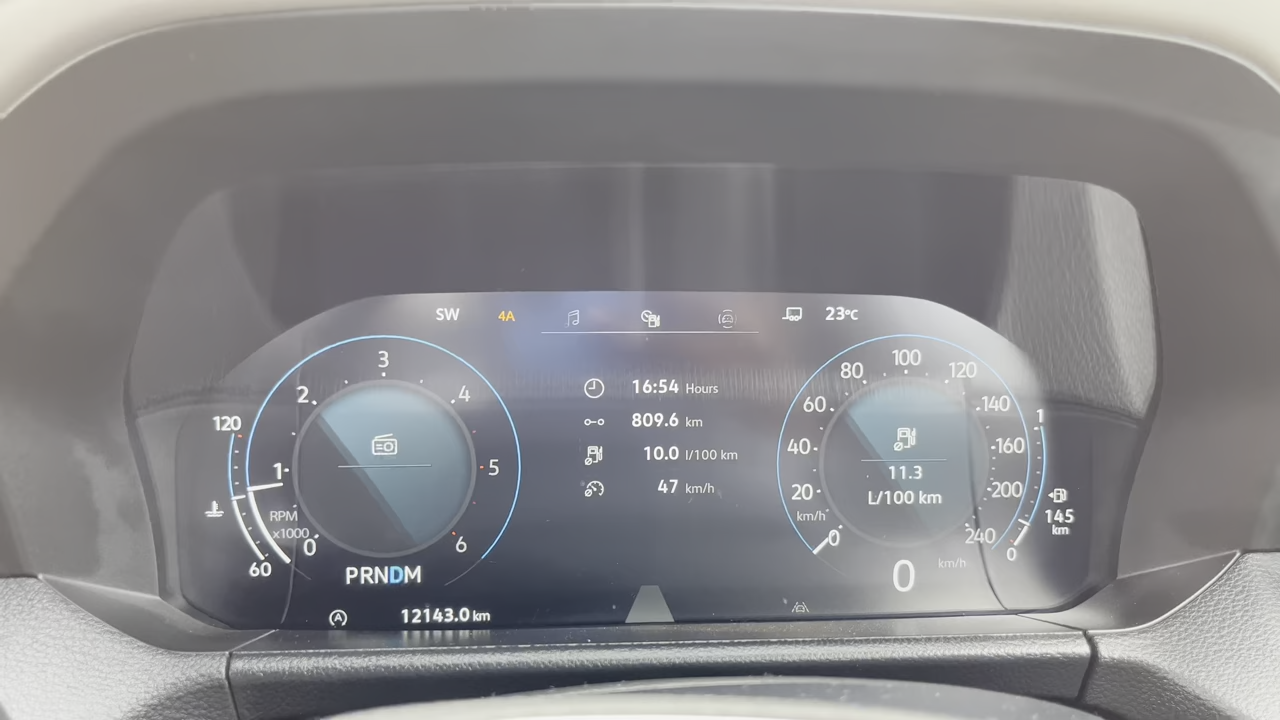 SW 4A 23°C
3
2 4
1 5
RPM
x1000
0 6
120
60
PRNDM
12143.0 km
16:54 Hours
809.6 km
10.0 l/100 km
47 km/h
100
80 120
60 140
40 160
20 200
km/h
0 240
11.3
L/100 km
0 km/h
1
145
km
0